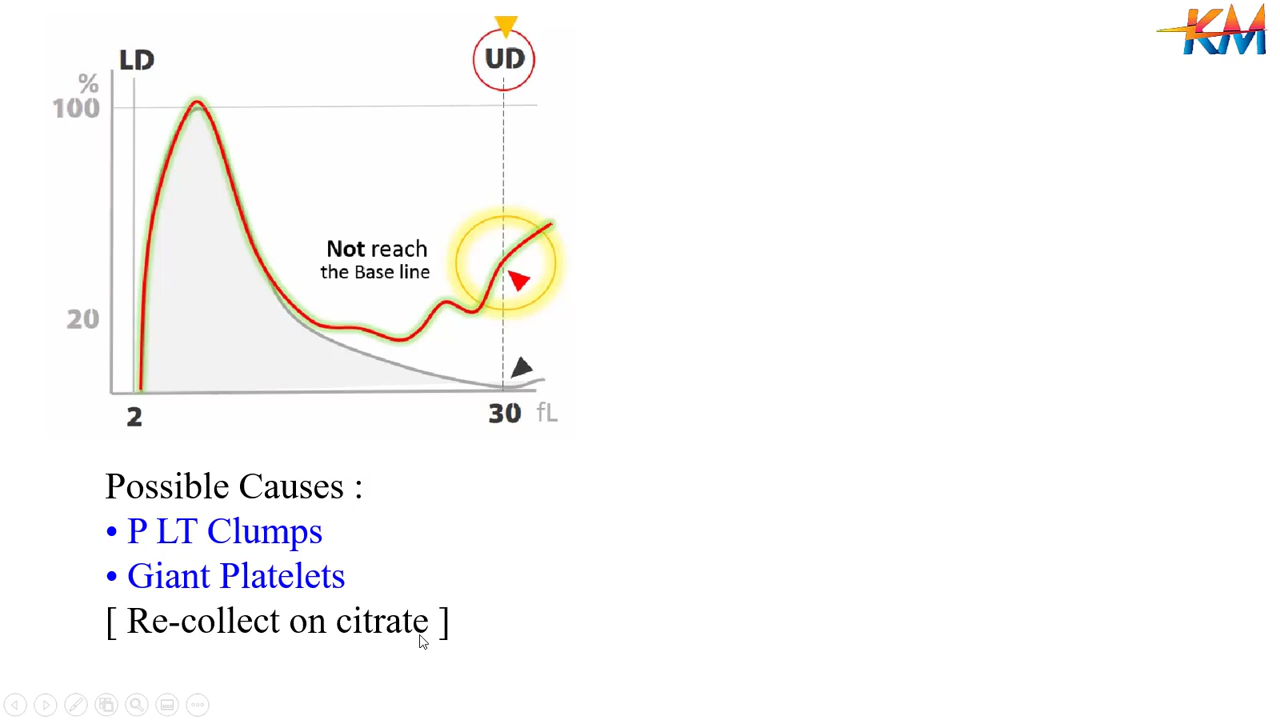 KM
LD
UD
%
100
Not reach
the Base line
20
2
30 fL
Possible Causes :
• P LT Clumps
• Giant Platelets
[ Re-collect on citrate ]